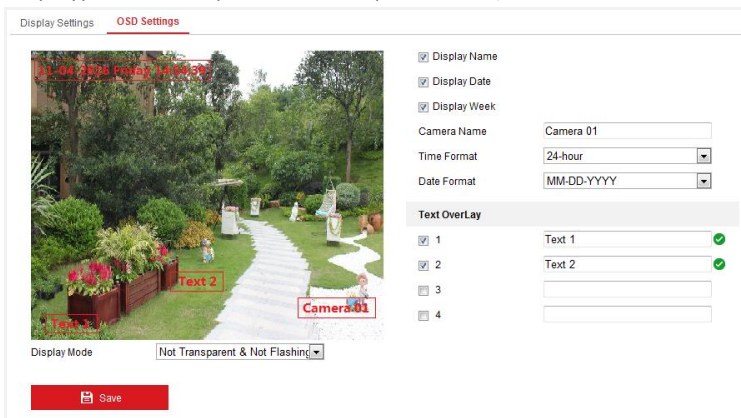 Display Settings OSD Settings
11-04-2016 Friday 14:54:39
Text 2
Camera 01
Text 1
Display Mode Not Transparent & Not Flashing
Save
Display Name
Display Date
Display Week
Camera Name Camera 01
Time Format 24-hour
Date Format MM-DD-YYYY
Text OverLay
1 Text 1
2 Text 2
3
4